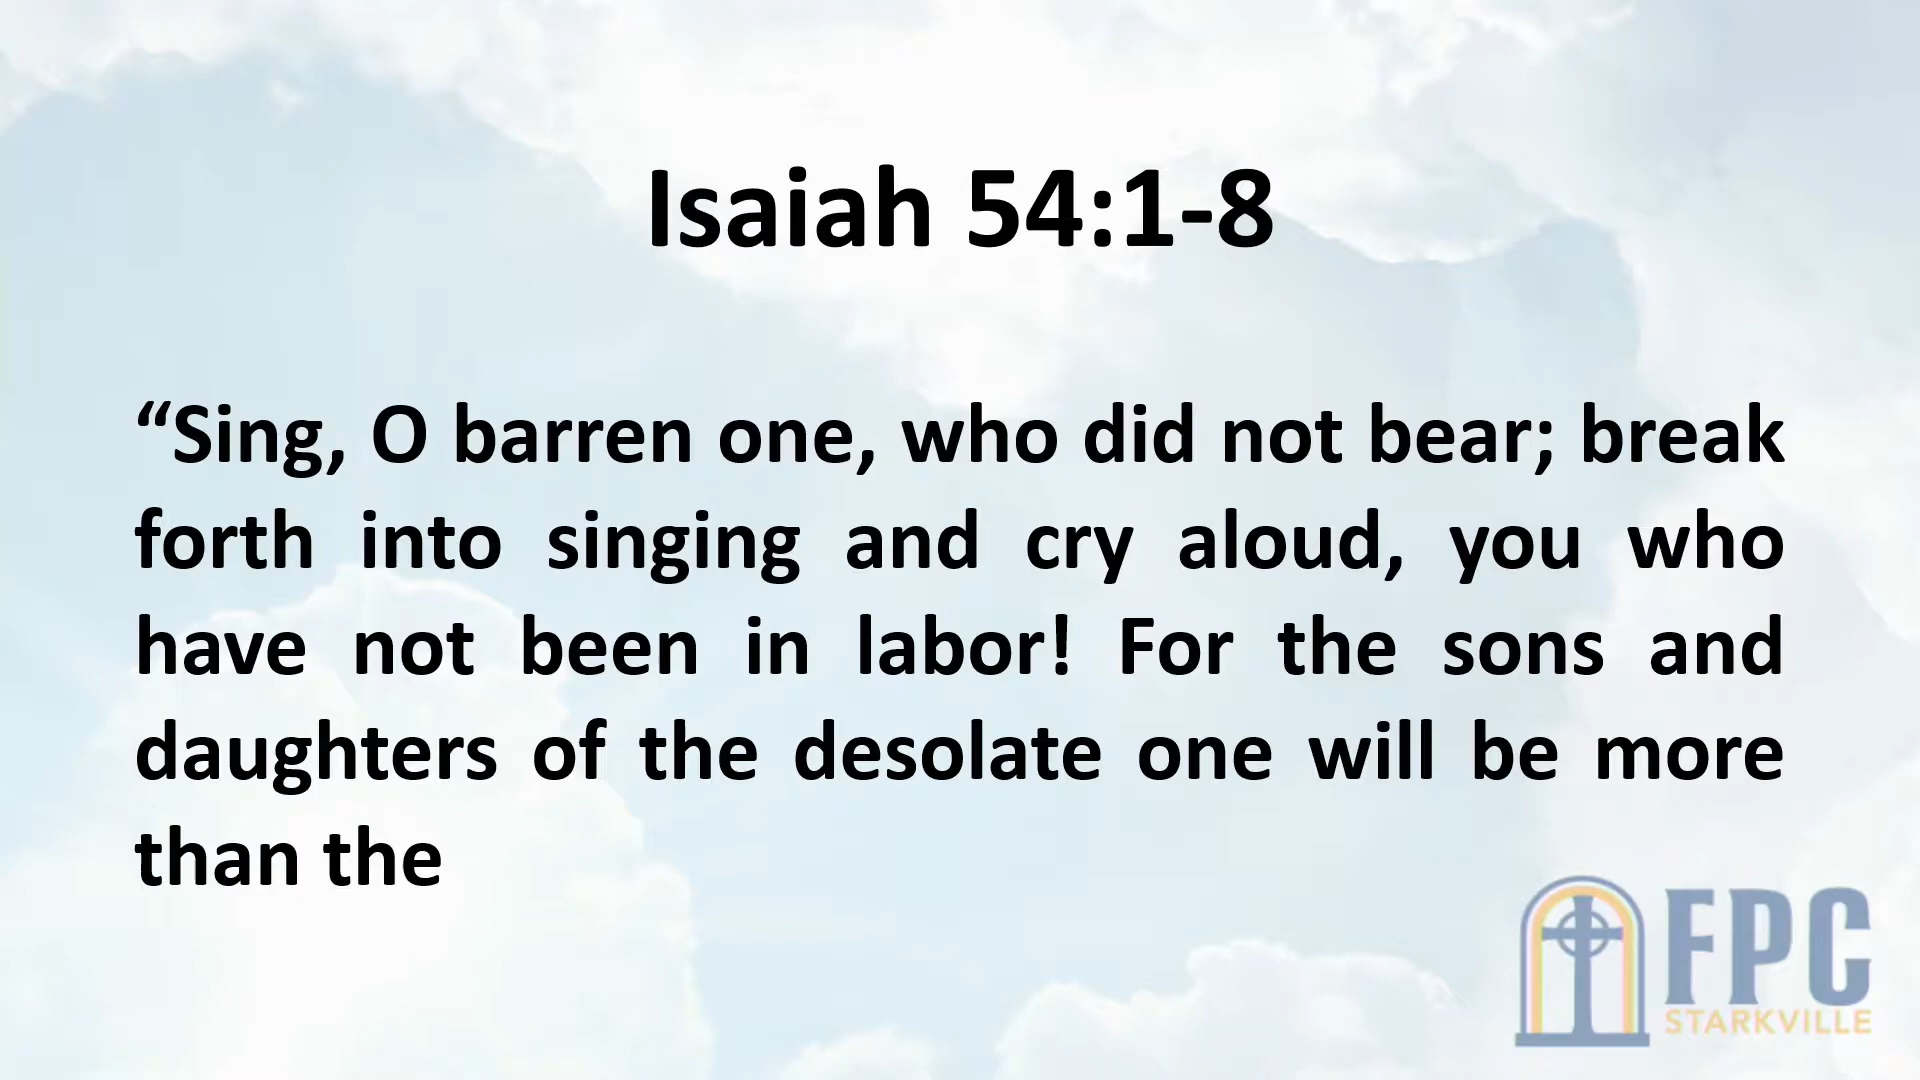 Isaiah 54:1-8
“Sing, O barren one, who did not bear; break
forth into singing and cry aloud, you who
have not been in labor! For the sons and
daughters of the desolate one will be more
than the
FPC
STARKVILLE